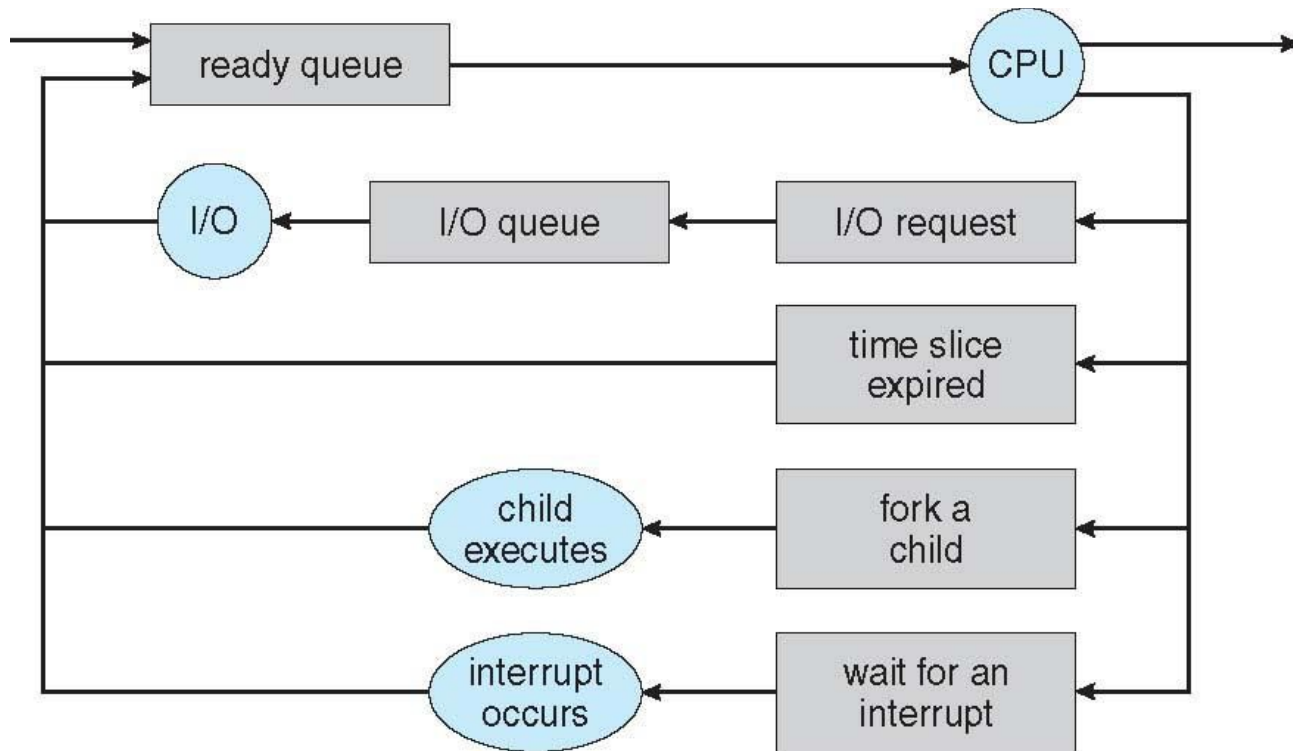 ready queue
CPU
I/O
I/O queue
I/O request
time slice
expired
child
executes
fork a
child
interrupt
occurs
wait for an
interrupt